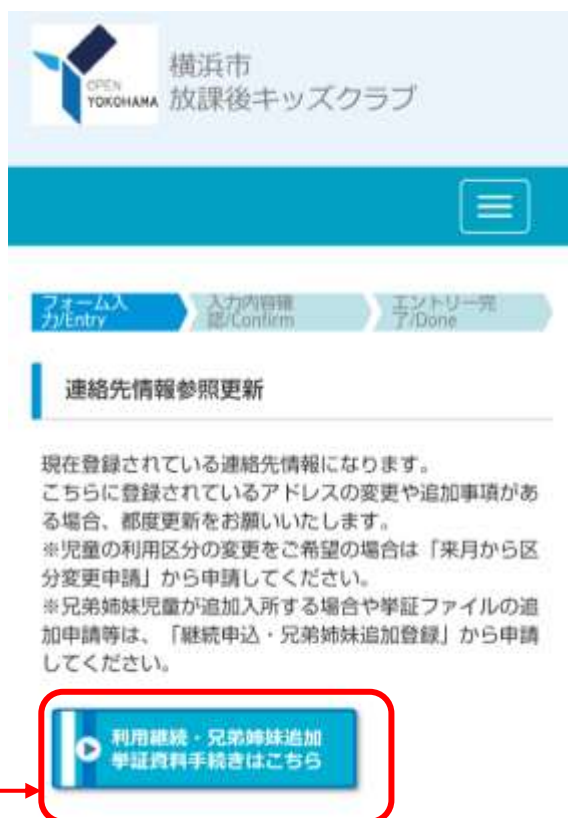 OPEN
YOKOHAMA
横浜市
放課後キッズクラブ
フォーム入
力/Entry
入力内容確
認/Confirm
エントリー完
了/Done
連絡先情報参照更新
現在登録されている連絡先情報になります。
こちらに登録されているアドレスの変更や追加事項があ
る場合、都度更新をお願いいたします。
※児童の利用区分の変更をご希望の場合は「来月から区
分変更申請」から申請してください。
※兄弟姉妹児童が追加入所する場合や挙証ファイルの追
加申請等は、「継続申込・兄弟姉妹追加登録」から申請
してください。
利用継続・兄弟姉妹追加
挙証資料手続きはこちら